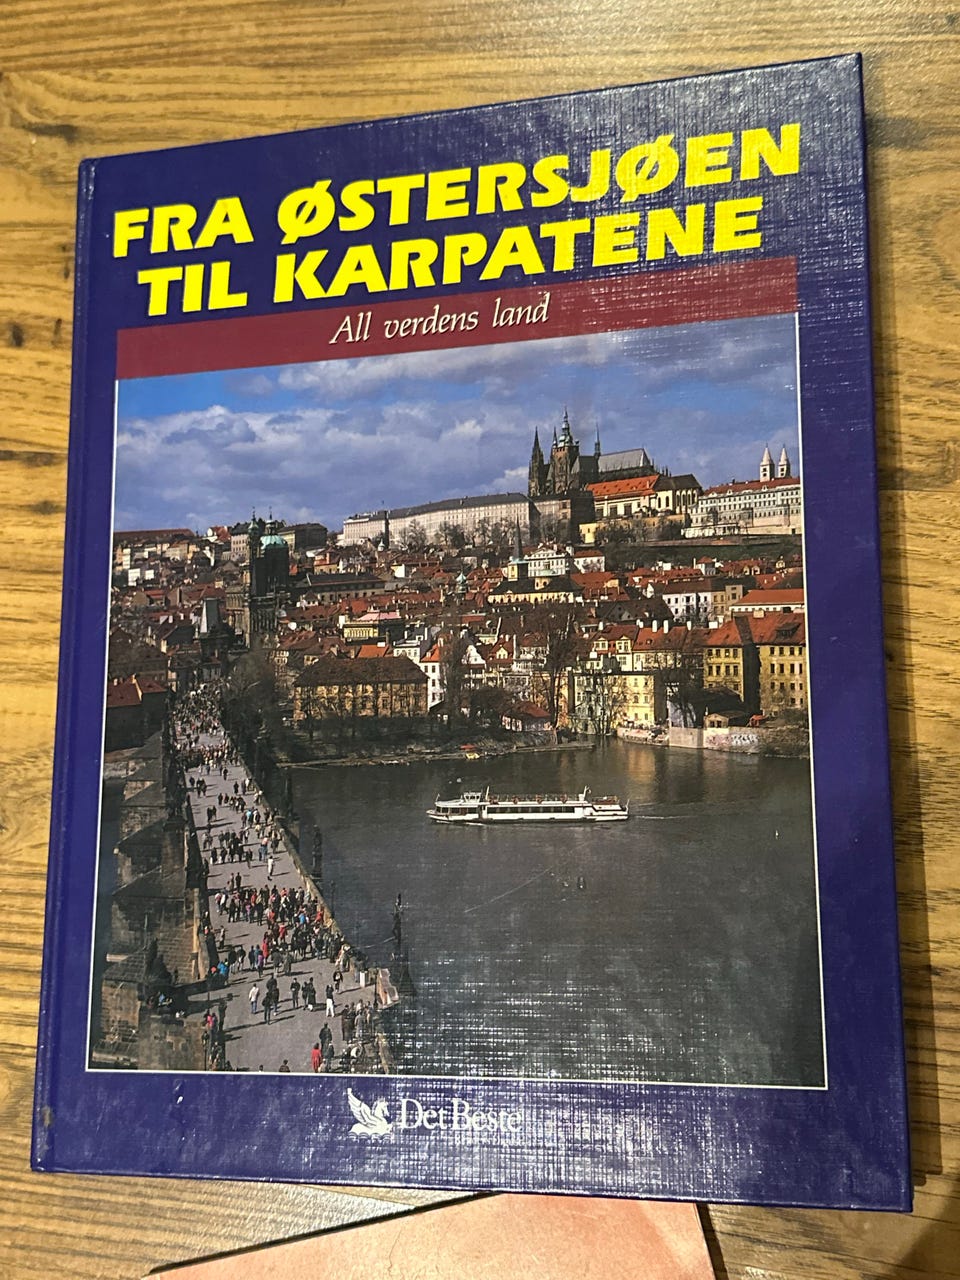 FRA ØSTERSJØEN
TIL KARPATENE
All verdens land
Det Beste